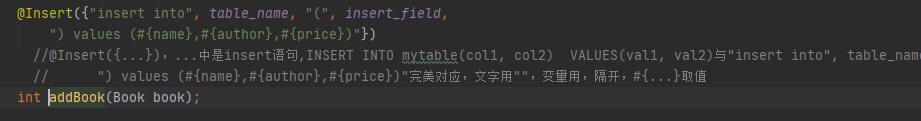 @Insert({"insert into", table_name, "(", insert_field,
") values (#{name},#{author},#{price})"})
//@Insert({...})，...中是insert语句,INSERT INTO mytable(col1, col2)  VALUES(val1, val2)与"insert into", table_name
//      ") values (#{name},#{author},#{price})"完美对应，文字用""，变量用，隔开，#{...}取值
int addBook(Book book);